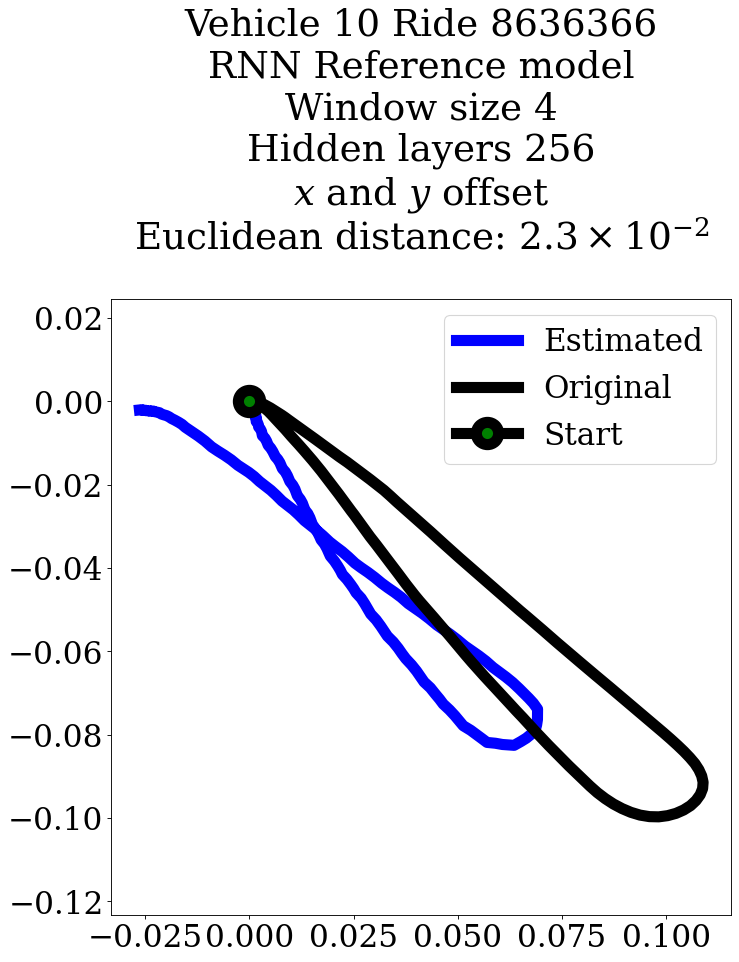 Vehicle 10 Ride 8636366
RNN Reference model
Window size 4
Hidden layers 256
x and y offset
Euclidean distance: 2.3 × 10⁻²
Estimated
Original
Start
0.02
0.00
−0.02
−0.04
−0.06
−0.08
−0.10
−0.12
−0.025 0.000 0.025 0.050 0.075 0.100